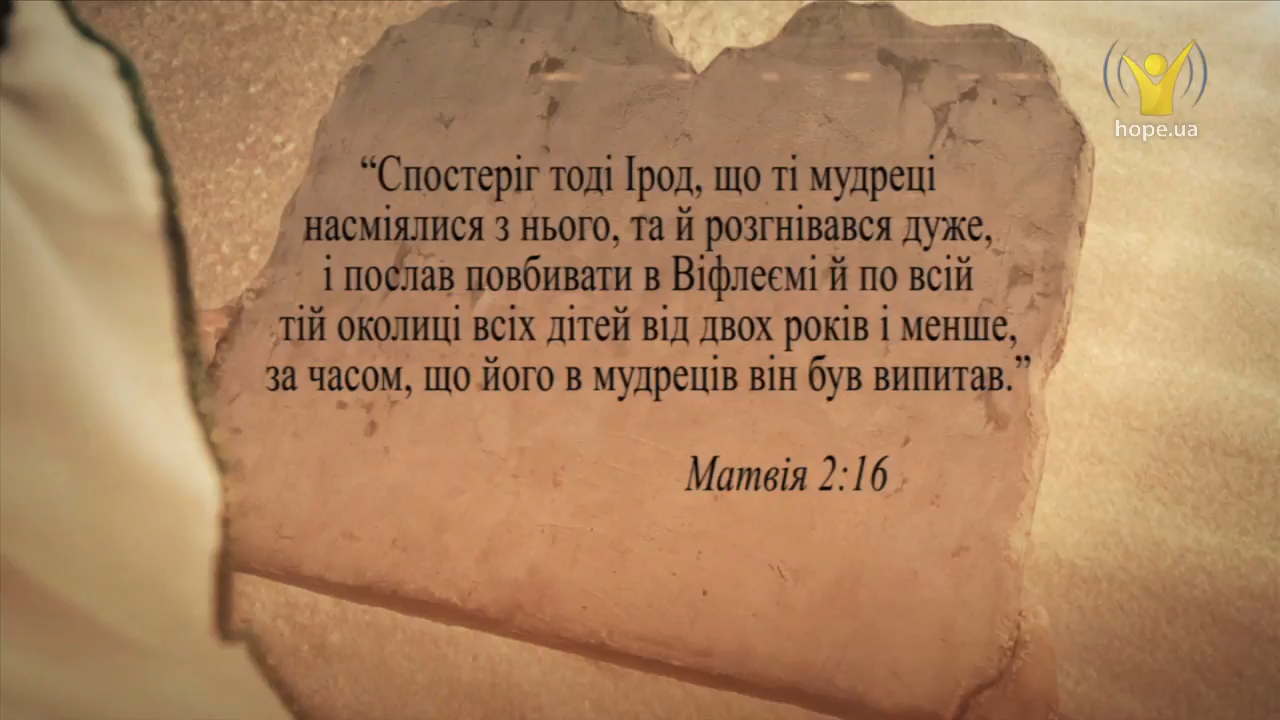 hope.ua
“Спостеріг тоді Ірод, що ті мудреці
насміялися з нього, та й розгнівався дуже,
і послав повбивати в Віфлеємі й по всій
тій околиці всіх дітей від двох років і менше,
за часом, що його в мудреців він був випитав.”
Матвія 2:16